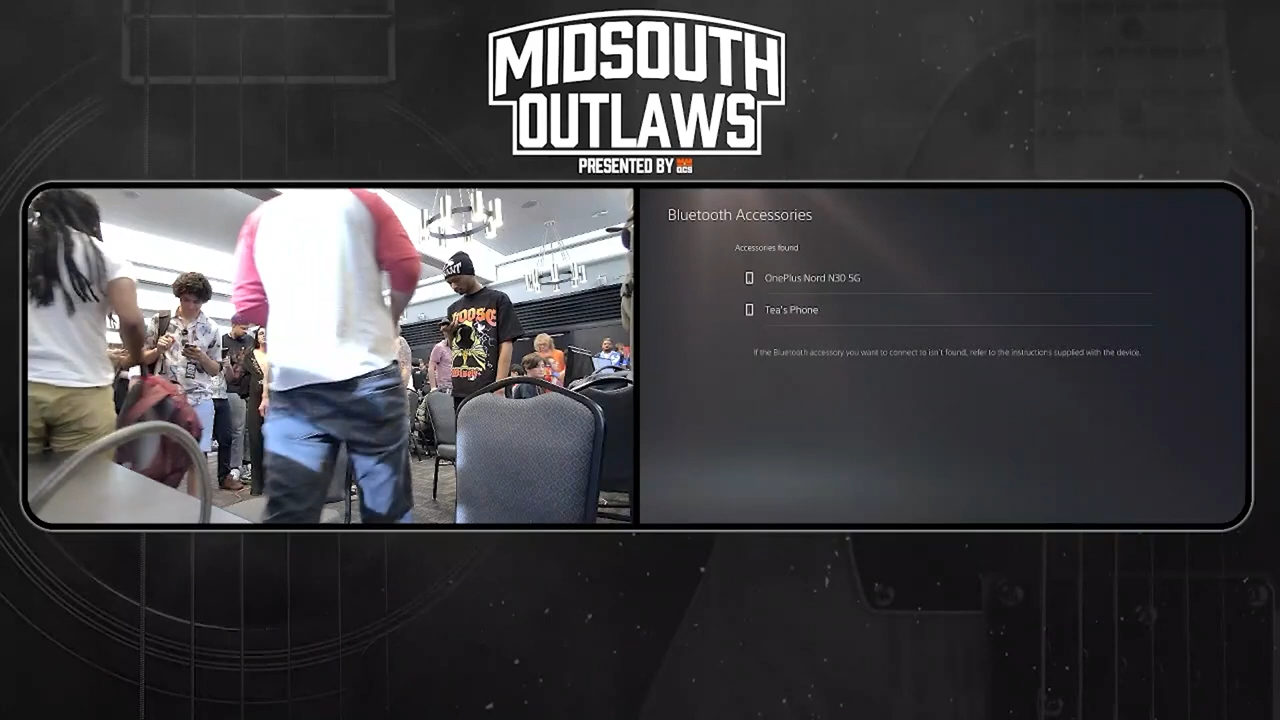 MIDSOUTH
OUTLAWS
PRESENTED BY QCS
Bluetooth Accessories
Accessories found
OnePlus Nord N30 5G
Tea's Phone
If the Bluetooth accessory you want to connect to isn't found, refer to the instructions supplied with the device.